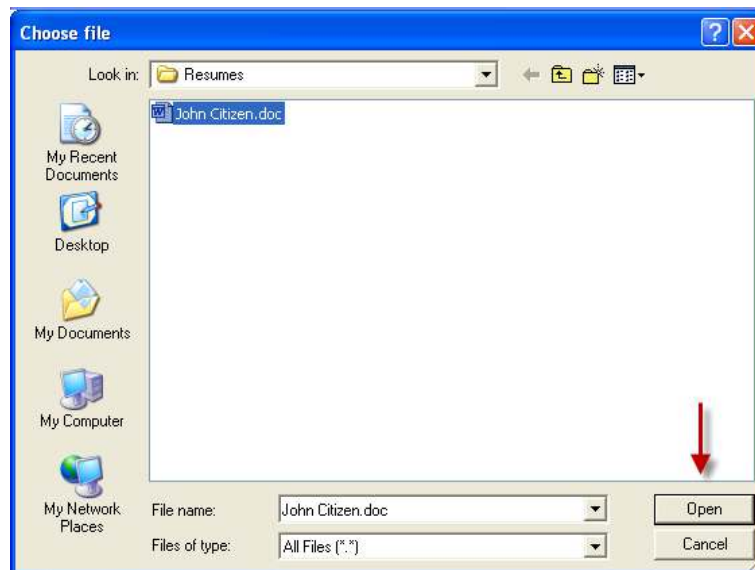 Choose file
Look in: Resumes
John Citizen.doc
My Recent
Documents
Desktop
My Documents
My Computer
My Network
Places
File name: John Citizen.doc Open
Files of type: All Files (*.*) Cancel